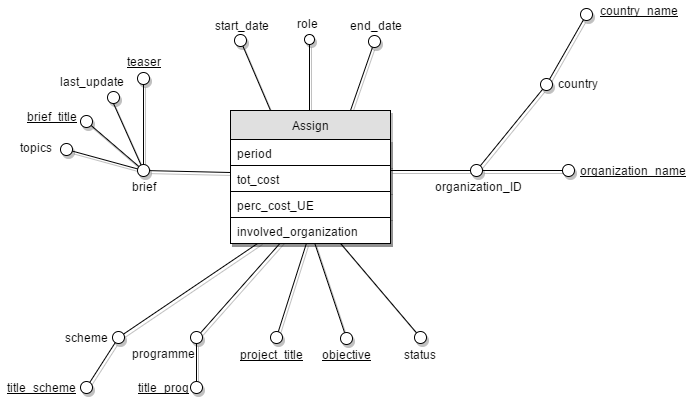 country_name
start_date
role
end_date
teaser
last_update
country
brief_title
Assign
topics
period
tot_cost
organization_name
brief
organization_ID
perc_cost_UE
involved_organization
scheme
programme
project_title
objective
status
title_scheme
title_prog